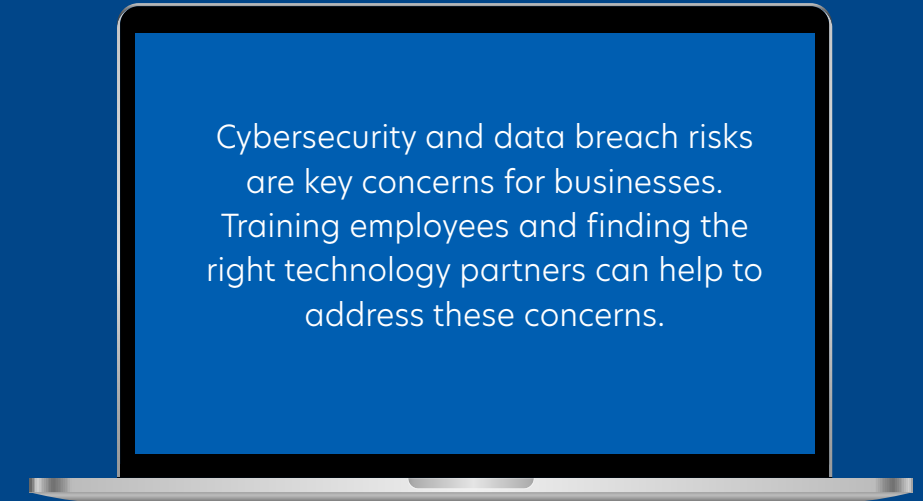 Cybersecurity and data breach risks
are key concerns for businesses.
Training employees and finding the
right technology partners can help to
address these concerns.